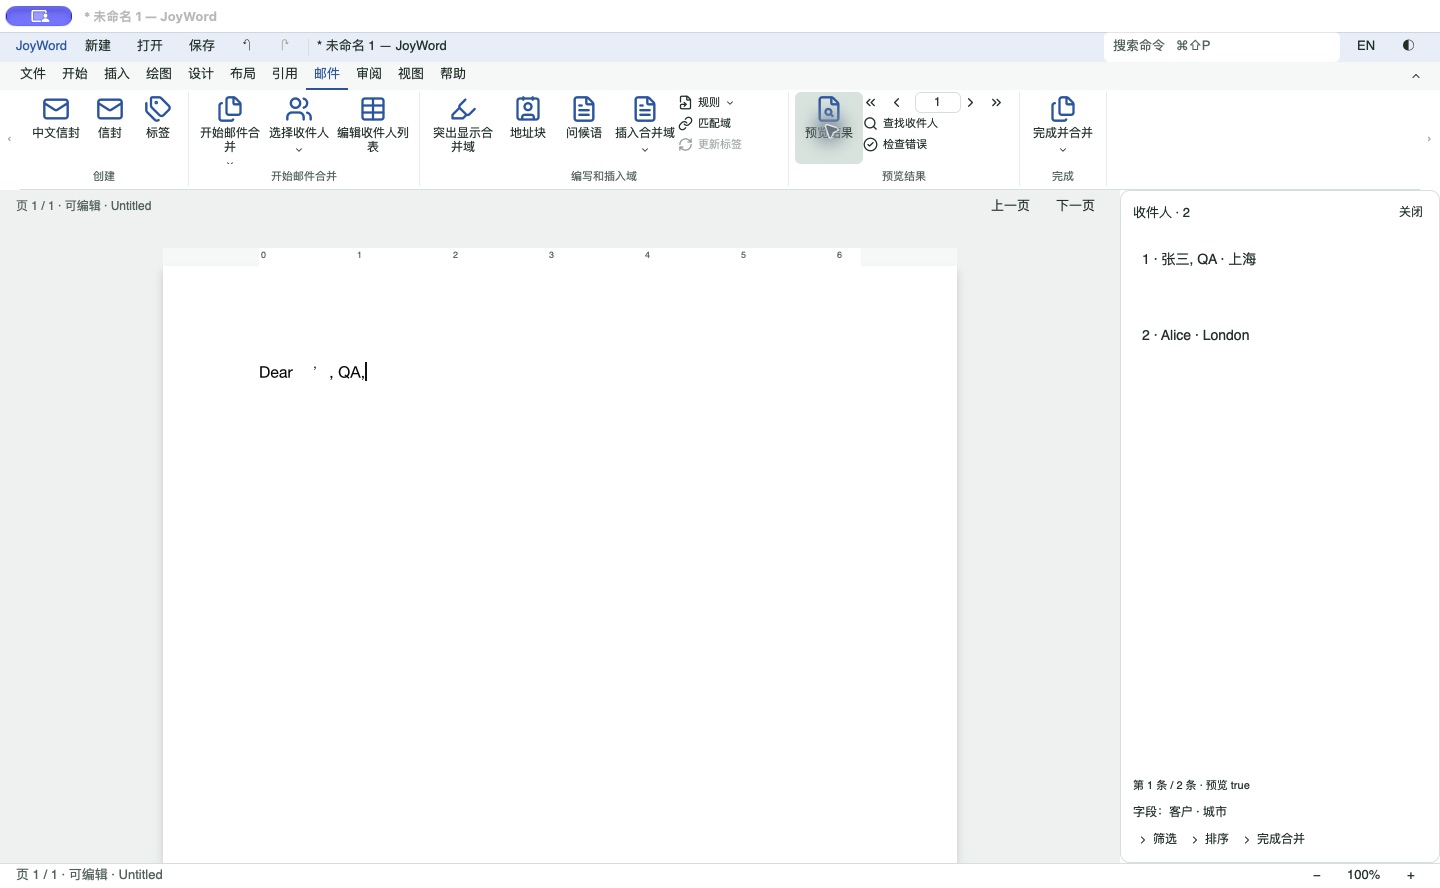 * 未命名 1 — JoyWord
JoyWord 新建 打开 保存 * 未命名 1 — JoyWord 搜索命令 ⌘⇧P EN
文件 开始 插入 绘图 设计 布局 引用 邮件 审阅 视图 帮助
中文信封 信封 标签
创建
开始邮件合并 选择收件人 编辑收件人列表
开始邮件合并
突出显示合并域 地址块 问候语 插入合并域
规则
匹配域
更新标签
编写和插入域
预览结果
1
查找收件人
检查错误
预览结果
完成并合并
完成
页 1 / 1 · 可编辑 · Untitled 上一页 下一页
0 1 2 3 4 5 6
Dear , QA,
收件人 · 2 关闭
1 · 张三, QA · 上海
2 · Alice · London
第 1 条 / 2 条 · 预览 true
字段：客户 · 城市
筛选 排序 完成合并
页 1 / 1 · 可编辑 · Untitled − 100% +